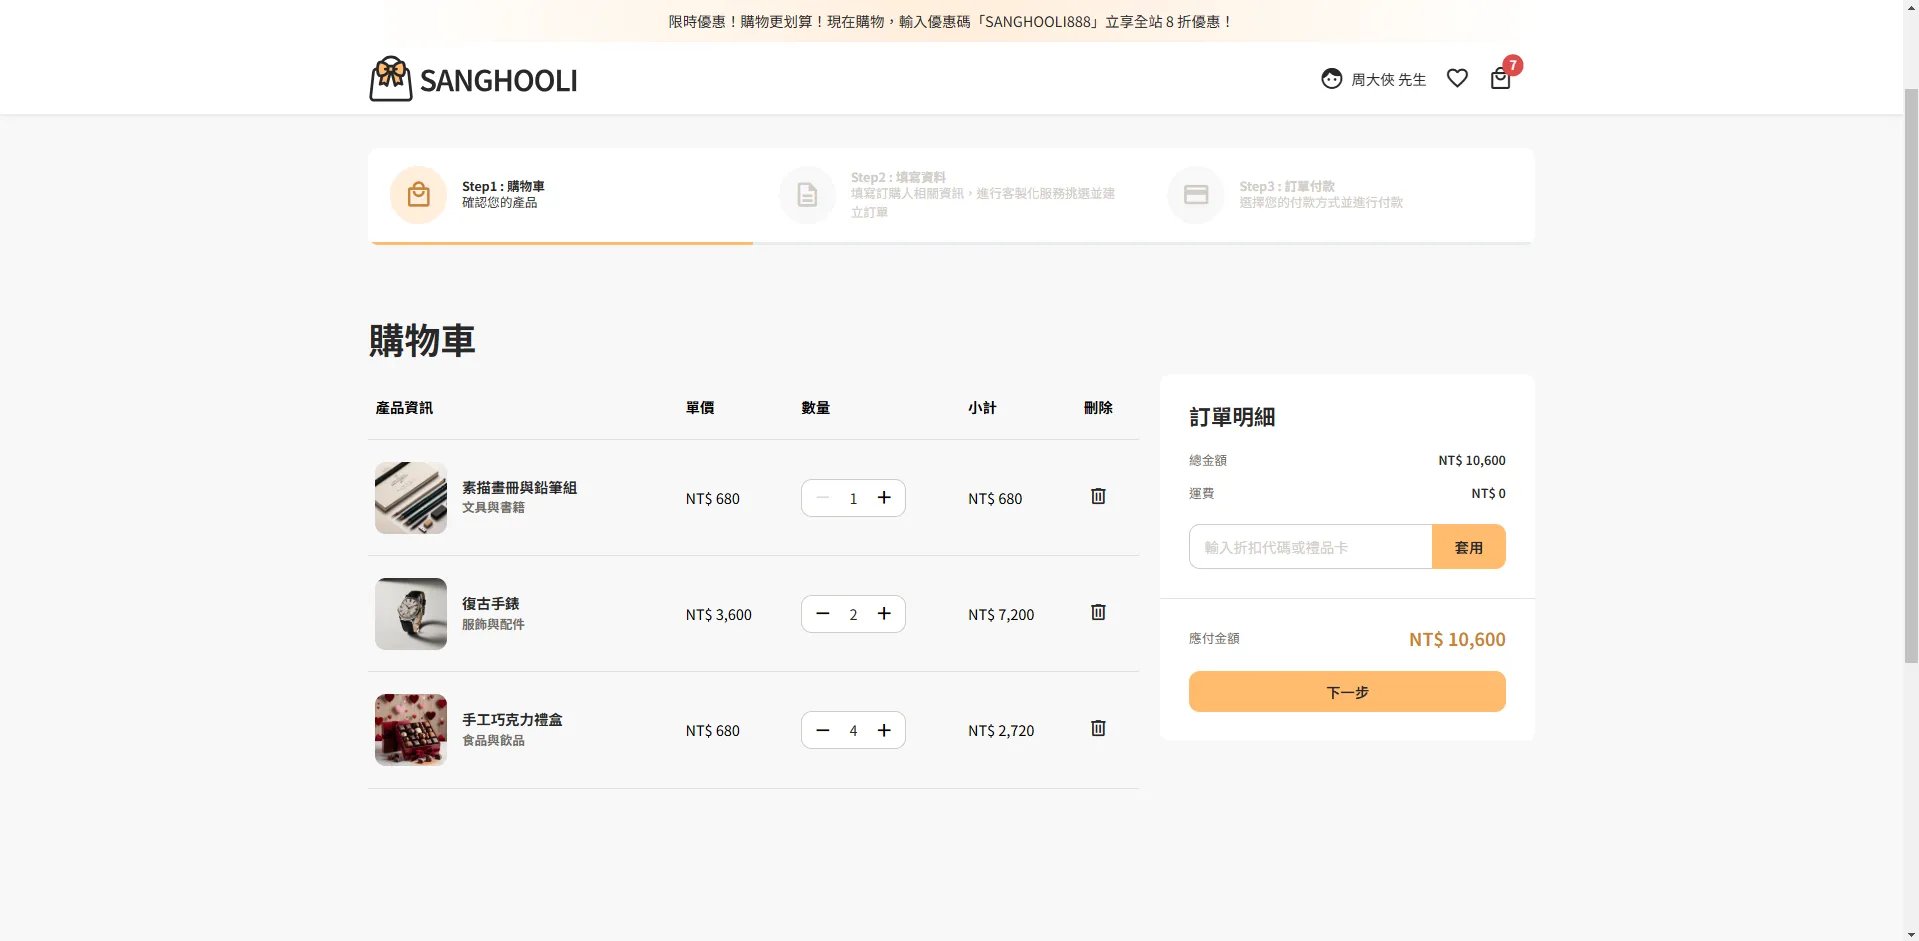 限時優惠！購物更划算！現在購物，輸入優惠碼「SANGHOOLI888」立享全站 8 折優惠！
SANGHOOLI
周大俠 先生
7
Step1 : 購物車
確認您的產品
Step2 : 填寫資料
填寫訂購人相關資訊，進行客製化服務挑選並建
立訂單
Step3 : 訂單付款
選擇您的付款方式並進行付款
購物車
產品資訊 單價 數量 小計 刪除
素描畫冊與鉛筆組
文具與書籍
NT$ 680 1 NT$ 680
復古手錶
服飾與配件
NT$ 3,600 2 NT$ 7,200
手工巧克力禮盒
食品與飲品
NT$ 680 4 NT$ 2,720
訂單明細
總金額 NT$ 10,600
運費 NT$ 0
輸入折扣代碼或禮品卡 套用
應付金額 NT$ 10,600
下一步